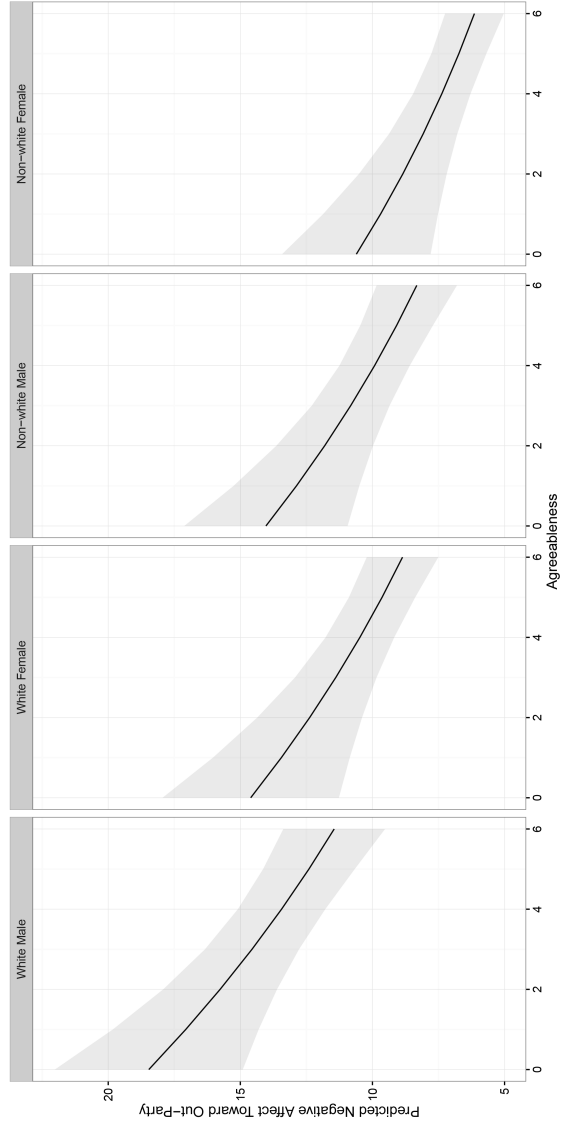 White Male
White Female
Non-white Male
Non-white Female
Predicted Negative Affect Toward Out-Party
20
15
10
5
0 2 4 6
0 2 4 6
0 2 4 6
0 2 4 6
Agreeableness